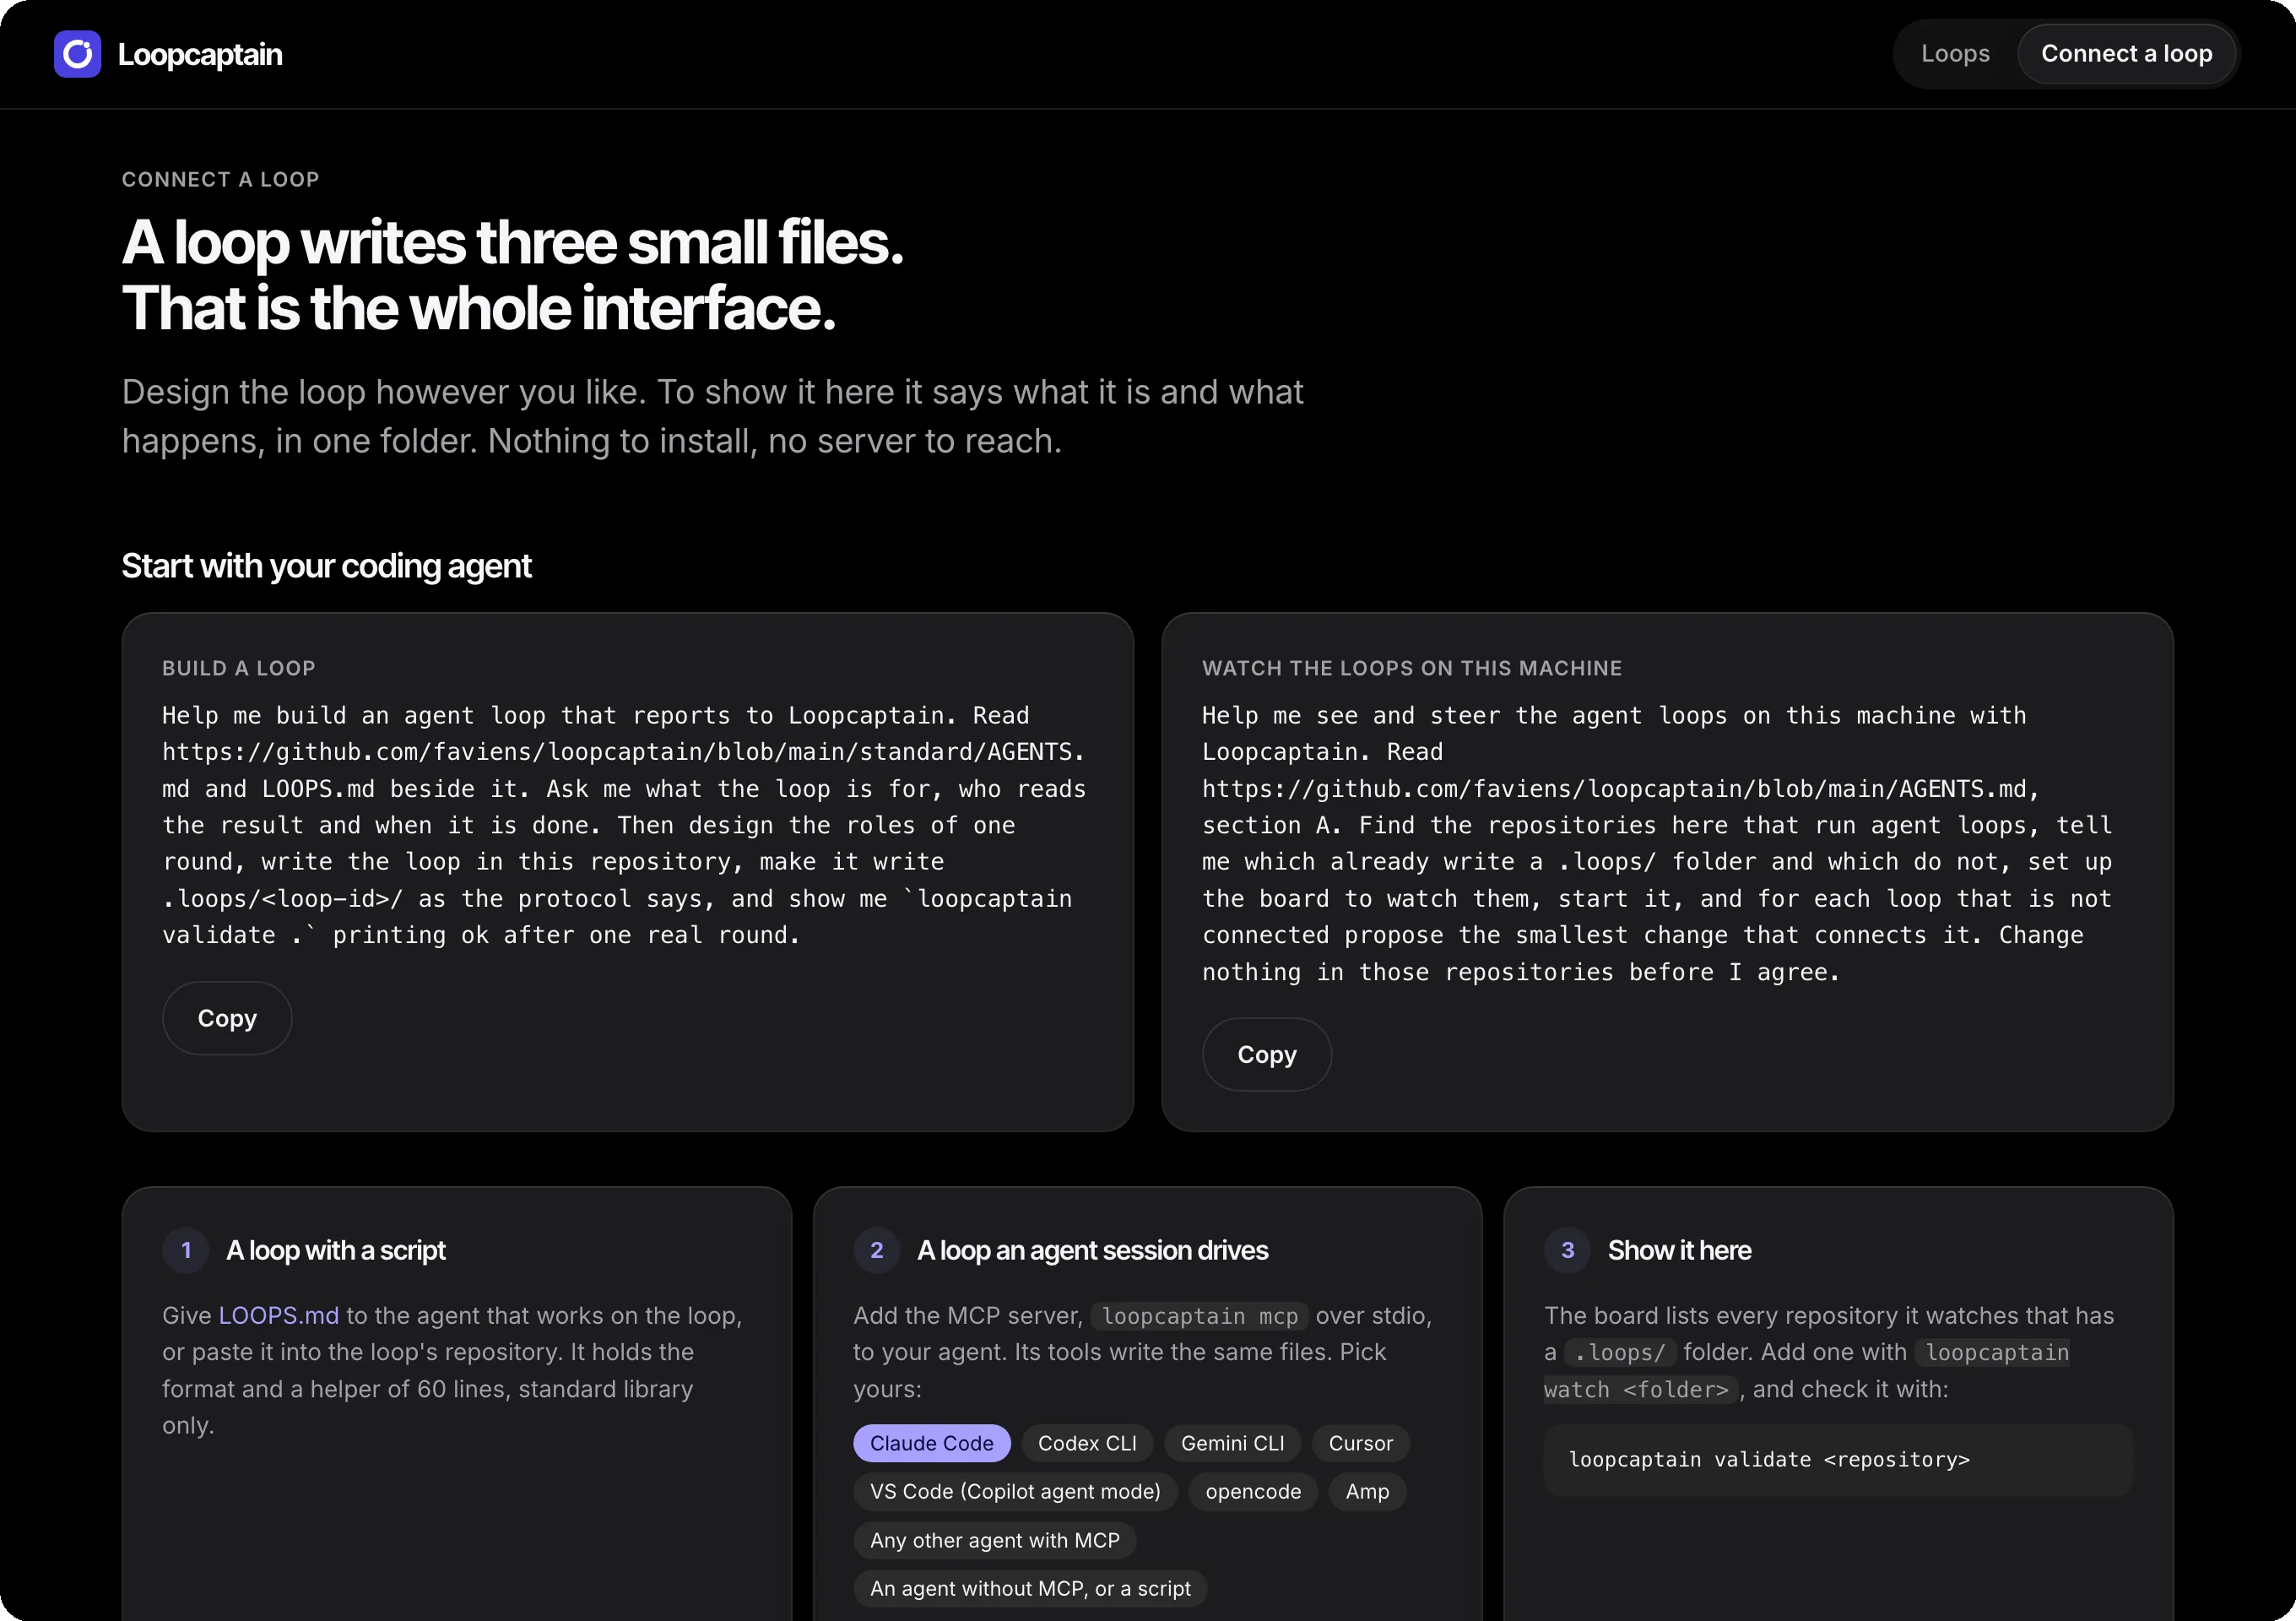 Loopcaptain
Loops
Connect a loop
CONNECT A LOOP
A loop writes three small files.
That is the whole interface.
Design the loop however you like. To show it here it says what it is and what
happens, in one folder. Nothing to install, no server to reach.
Start with your coding agent
BUILD A LOOP
Help me build an agent loop that reports to Loopcaptain. Read
https://github.com/faviens/loopcaptain/blob/main/standard/AGENTS.
md and LOOPS.md beside it. Ask me what the loop is for, who reads
the result and when it is done. Then design the roles of one
round, write the loop in this repository, make it write
.loops/<loop-id>/ as the protocol says, and show me `loopcaptain
validate .` printing ok after one real round.
Copy
WATCH THE LOOPS ON THIS MACHINE
Help me see and steer the agent loops on this machine with
Loopcaptain. Read
https://github.com/faviens/loopcaptain/blob/main/AGENTS.md,
section A. Find the repositories here that run agent loops, tell
me which already write a .loops/ folder and which do not, set up
the board to watch them, start it, and for each loop that is not
connected propose the smallest change that connects it. Change
nothing in those repositories before I agree.
Copy
1 A loop with a script
Give LOOPS.md to the agent that works on the loop,
or paste it into the loop's repository. It holds the
format and a helper of 60 lines, standard library
only.
2 A loop an agent session drives
Add the MCP server, loopcaptain mcp over stdio,
to your agent. Its tools write the same files. Pick
yours:
Claude Code Codex CLI Gemini CLI Cursor
VS Code (Copilot agent mode) opencode Amp
Any other agent with MCP
An agent without MCP, or a script
3 Show it here
The board lists every repository it watches that has
a .loops/ folder. Add one with loopcaptain
watch <folder>, and check it with:
loopcaptain validate <repository>